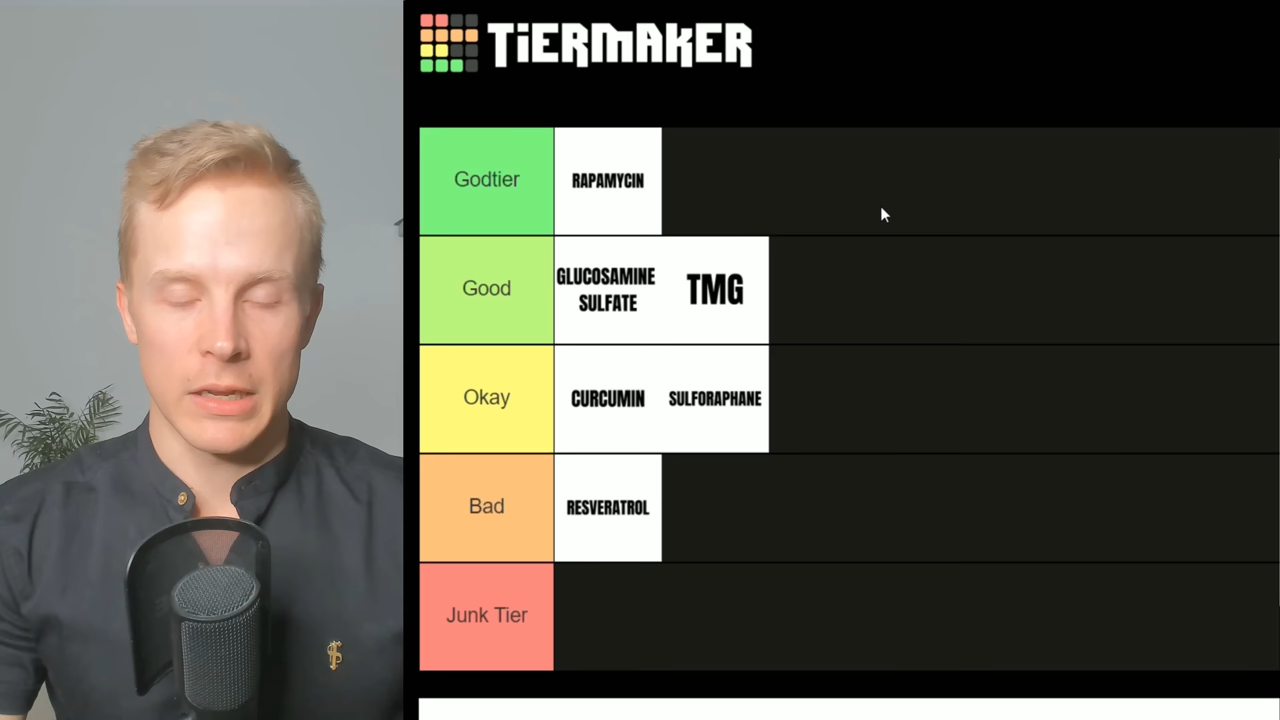 TiERMAKER
Godtier
RAPAMYCIN
Good
GLUCOSAMINE
SULFATE
TMG
Okay
CURCUMIN
SULFORAPHANE
Bad
RESVERATROL
Junk Tier